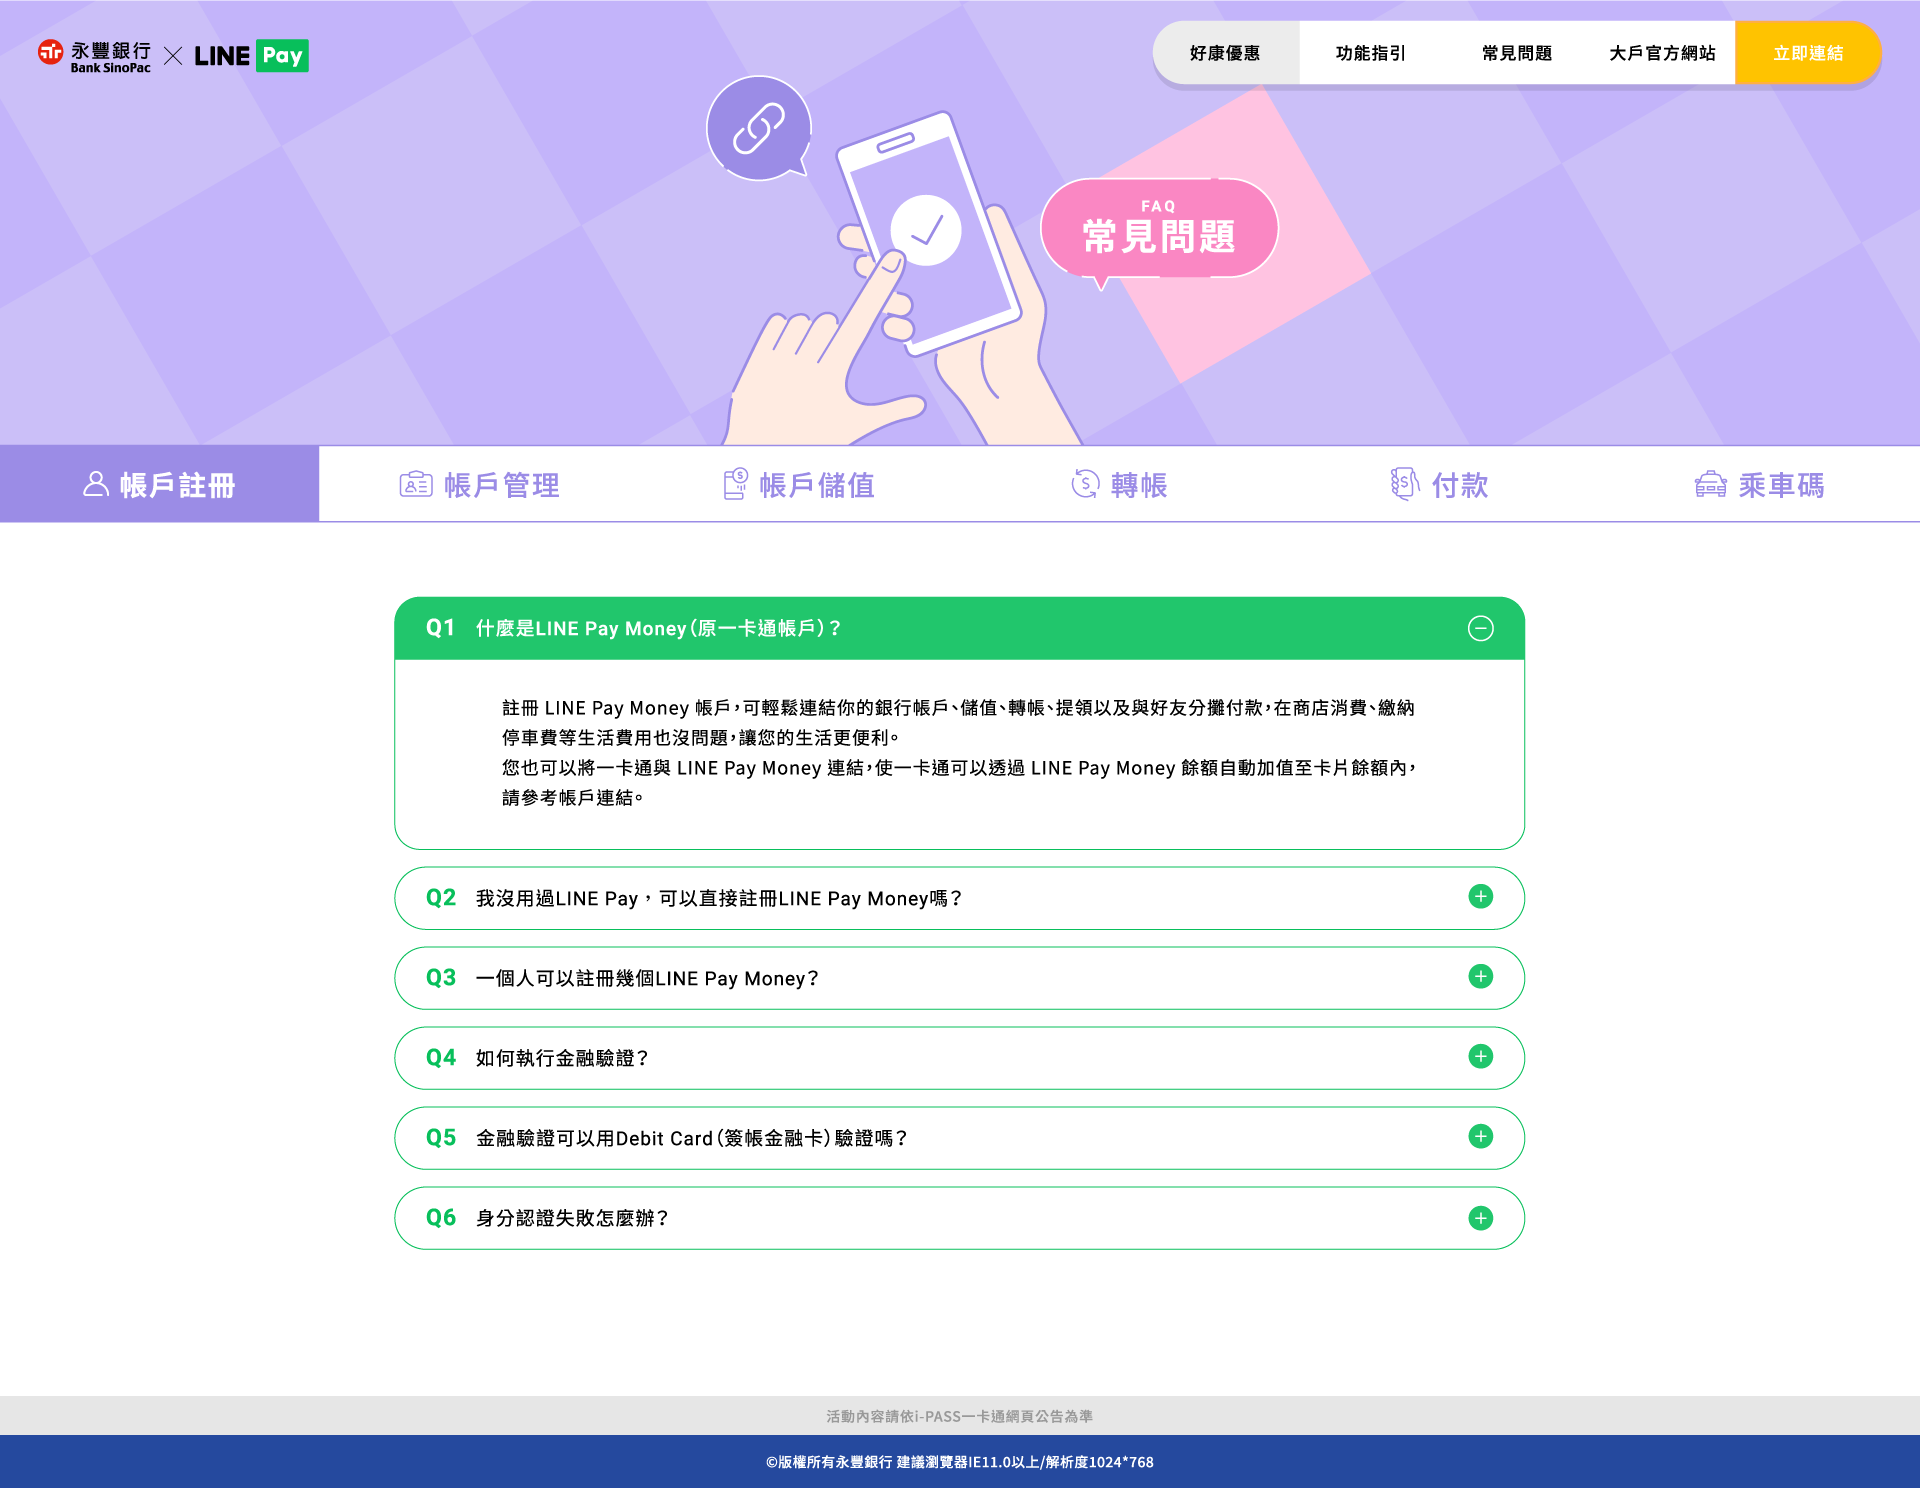 永豐銀行
Bank SinoPac
LINE Pay
好康優惠
功能指引
常見問題
大戶官方網站
立即連結
FAQ
常見問題
帳戶註冊
帳戶管理
帳戶儲值
轉帳
付款
乘車碼
Q1 什麼是LINE Pay Money(原一卡通帳戶)?
註冊 LINE Pay Money 帳戶,可輕鬆連結你的銀行帳戶、儲值、轉帳、提領以及與好友分攤付款,在商店消費、繳納
停車費等生活費用也沒問題,讓您的生活更便利。
您也可以將一卡通與 LINE Pay Money 連結,使一卡通可以透過 LINE Pay Money 餘額自動加值至卡片餘額內,
請參考帳戶連結。
Q2 我沒用過LINE Pay,可以直接註冊LINE Pay Money嗎?
Q3 一個人可以註冊幾個LINE Pay Money?
Q4 如何執行金融驗證?
Q5 金融驗證可以用Debit Card(簽帳金融卡)驗證嗎?
Q6 身分認證失敗怎麼辦?
活動內容請依i-PASS一卡通網頁公告為準
©版權所有永豐銀行 建議瀏覽器IE11.0以上/解析度1024*768